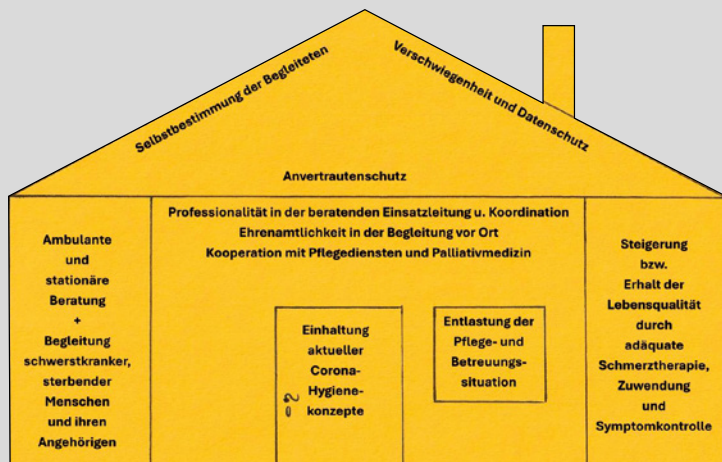 Selbstbestimmung der Begleiteten
Verschwiegenheit und Datenschutz
Anvertrautenschutz
Ambulante
und
stationäre
Beratung
+
Begleitung
schwerstkranker,
sterbender
Menschen
und ihren
Angehörigen
Professionalität in der beratenden Einsatzleitung u. Koordination
Ehrenamtlichkeit in der Begleitung vor Ort
Kooperation mit Pflegediensten und Palliativmedizin
Einhaltung
aktueller
Corona-
Hygiene-
konzepte
Entlastung der
Pflege- und
Betreuungs-
situation
Steigerung
bzw.
Erhalt der
Lebensqualität
durch
adäquate
Schmerztherapie,
Zuwendung
und
Symptomkontrolle